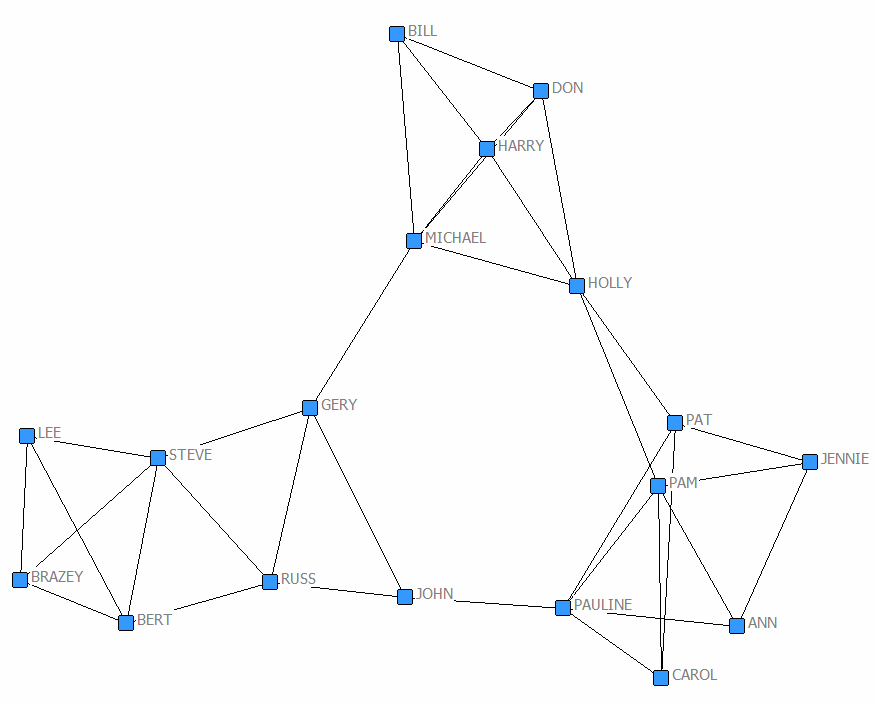 BILL
DON
HARRY
MICHAEL
HOLLY
GERY
PAT
LEE
STEVE
JENNIE
PAM
BRAZEY
RUSS
JOHN
PAULINE
BERT
ANN
CAROL